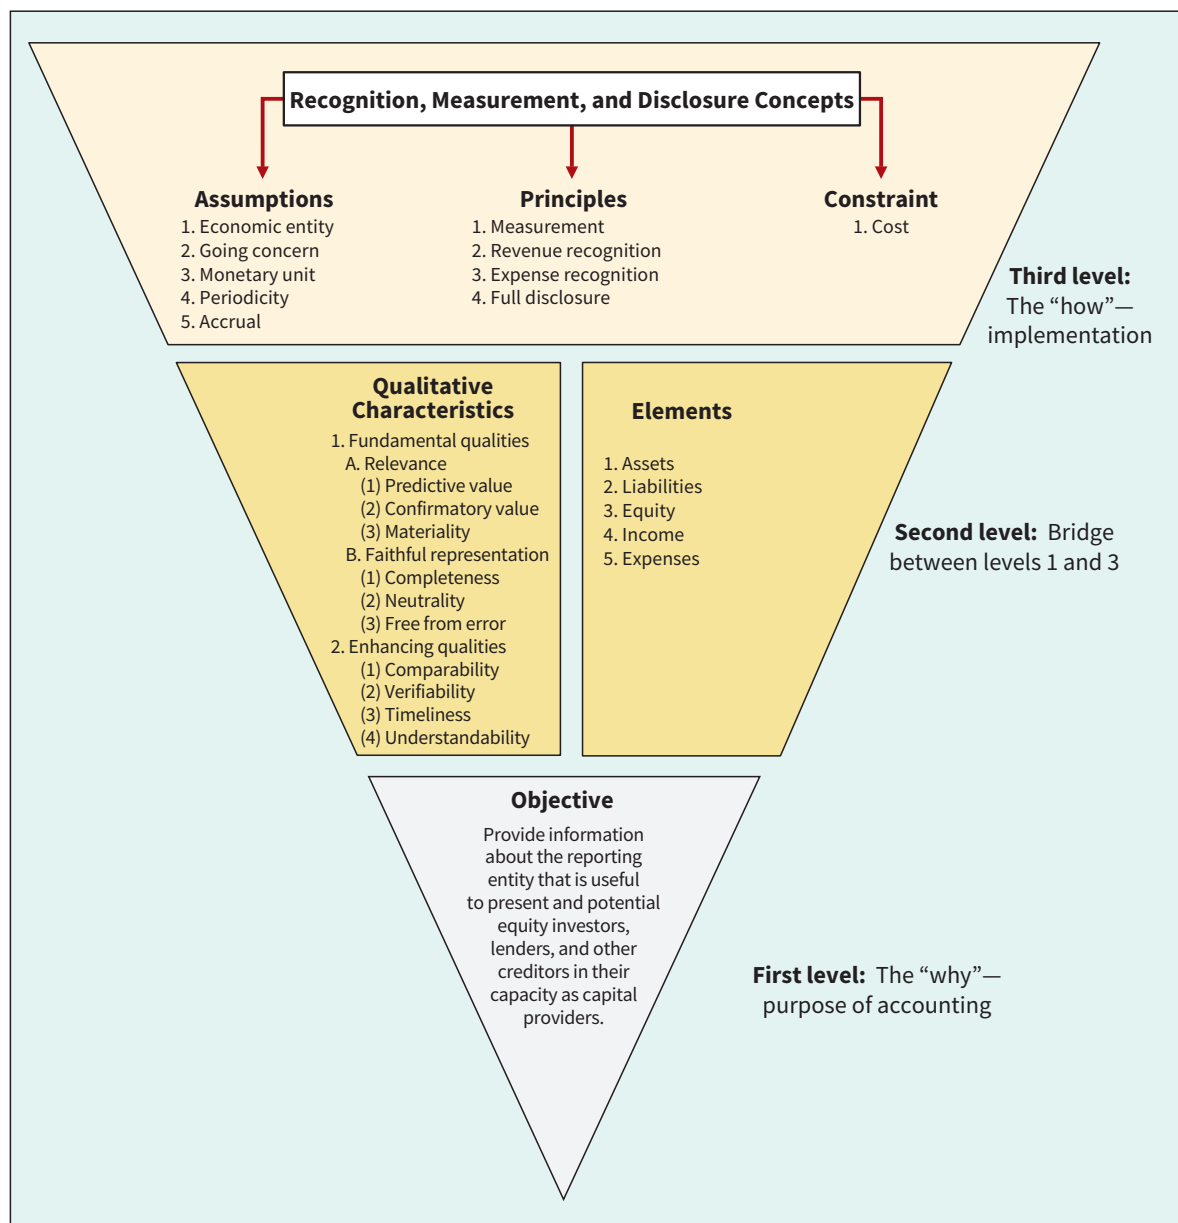 Recognition, Measurement, and Disclosure Concepts
Assumptions
1. Economic entity
2. Going concern
3. Monetary unit
4. Periodicity
5. Accrual
Principles
1. Measurement
2. Revenue recognition
3. Expense recognition
4. Full disclosure
Constraint
1. Cost
Third level:
The “how”—
implementation
Qualitative
Characteristics
1. Fundamental qualities
A. Relevance
(1) Predictive value
(2) Confirmatory value
(3) Materiality
B. Faithful representation
(1) Completeness
(2) Neutrality
(3) Free from error
2. Enhancing qualities
(1) Comparability
(2) Verifiability
(3) Timeliness
(4) Understandability
Elements
1. Assets
2. Liabilities
3. Equity
4. Income
5. Expenses
Second level: Bridge
between levels 1 and 3
Objective
Provide information
about the reporting
entity that is useful
to present and potential
equity investors,
lenders, and other
creditors in their
capacity as capital
providers.
First level: The “why”—
purpose of accounting